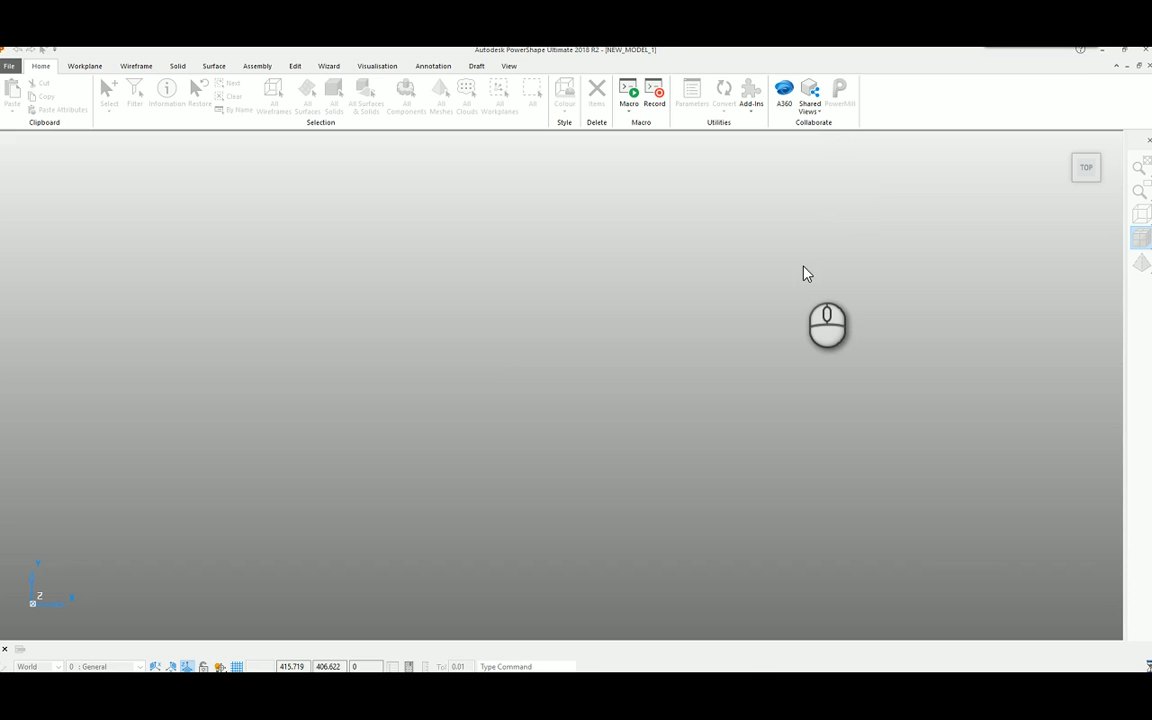 Autodesk PowerShape Ultimate 2018 R2 - [NEW_MODEL_1]
File Home Workplane Wireframe Solid Surface Assembly Edit Wizard Visualisation Annotation Draft View
Paste Cut Copy Paste Attributes
Select Filter Information Restore Next Clear By Name
All Wireframes All Surfaces All Solids All Surfaces & Solids All Components All Meshes All Clouds All Workplanes All
Colour Items Macro Record Parameters Convert Add-Ins A360 Shared Views PowerMill
Clipboard Selection Style Delete Macro Utilities Collaborate
TOP
Y
Z
X
World 0 : General 415.719 406.622 0 Tol 0.01 Type Command